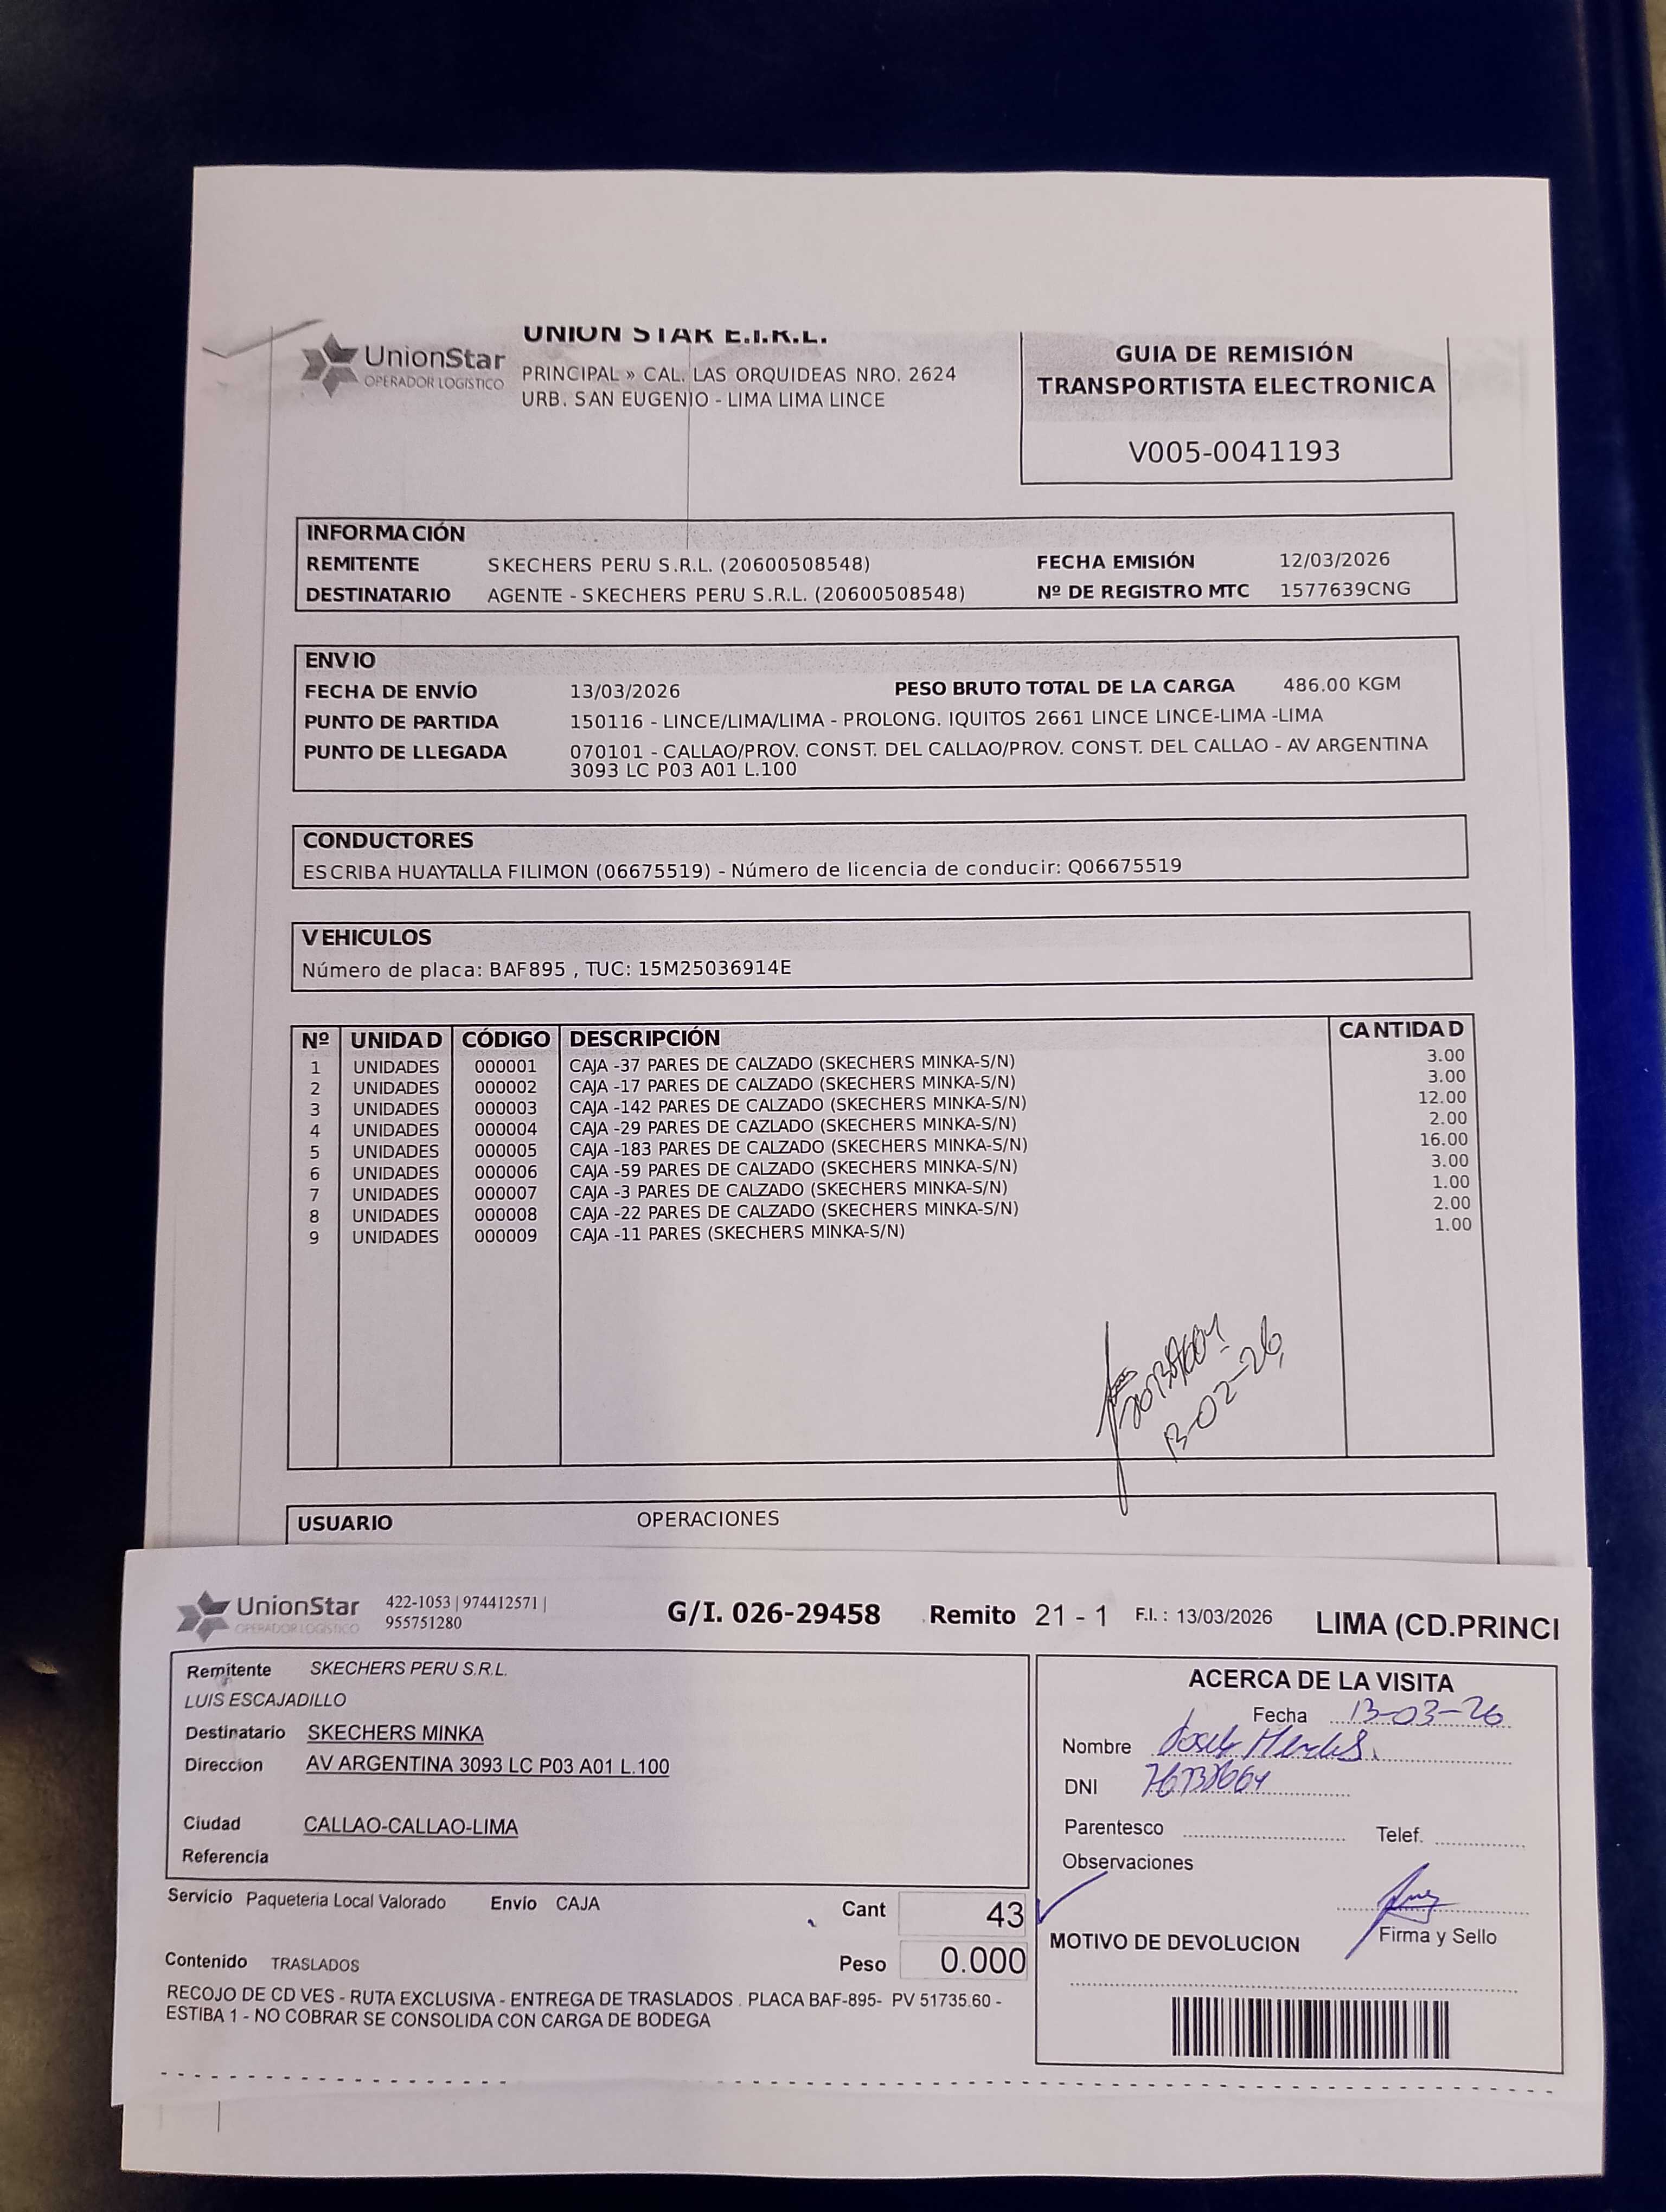 UNION STAR E.I.R.L.
UnionStar
OPERADOR LOGISTICO
PRINCIPAL » CAL. LAS ORQUIDEAS NRO. 2624
URB. SAN EUGENIO - LIMA LIMA LINCE
GUIA DE REMISIÓN
TRANSPORTISTA ELECTRONICA
V005-0041193
INFORMACIÓN
REMITENTE SKECHERS PERU S.R.L. (20600508548) FECHA EMISIÓN 12/03/2026
DESTINATARIO AGENTE - SKECHERS PERU S.R.L. (20600508548) Nº DE REGISTRO MTC 1577639CNG
ENVIO
FECHA DE ENVÍO 13/03/2026 PESO BRUTO TOTAL DE LA CARGA 486.00 KGM
PUNTO DE PARTIDA 150116 - LINCE/LIMA/LIMA - PROLONG. IQUITOS 2661 LINCE LINCE-LIMA -LIMA
PUNTO DE LLEGADA 070101 - CALLAO/PROV. CONST. DEL CALLAO/PROV. CONST. DEL CALLAO - AV ARGENTINA
3093 LC P03 A01 L.100
CONDUCTORES
ESCRIBA HUAYTALLA FILIMON (06675519) - Número de licencia de conducir: Q06675519
VEHICULOS
Número de placa: BAF895 , TUC: 15M25036914E
Nº UNIDAD CÓDIGO DESCRIPCIÓN CANTIDAD
1 UNIDADES 000001 CAJA -37 PARES DE CALZADO (SKECHERS MINKA-S/N) 3.00
2 UNIDADES 000002 CAJA -17 PARES DE CALZADO (SKECHERS MINKA-S/N) 3.00
3 UNIDADES 000003 CAJA -142 PARES DE CALZADO (SKECHERS MINKA-S/N) 12.00
4 UNIDADES 000004 CAJA -29 PARES DE CAZLADO (SKECHERS MINKA-S/N) 2.00
5 UNIDADES 000005 CAJA -183 PARES DE CALZADO (SKECHERS MINKA-S/N) 16.00
6 UNIDADES 000006 CAJA -59 PARES DE CALZADO (SKECHERS MINKA-S/N) 3.00
7 UNIDADES 000007 CAJA -3 PARES DE CALZADO (SKECHERS MINKA-S/N) 1.00
8 UNIDADES 000008 CAJA -22 PARES DE CALZADO (SKECHERS MINKA-S/N) 2.00
9 UNIDADES 000009 CAJA -11 PARES (SKECHERS MINKA-S/N) 1.00
13-02-26
USUARIO OPERACIONES
UnionStar
OPERADOR LOGISTICO
422-1053 | 974412571 |
955751280
G/I. 026-29458 Remito 21 - 1 F.I. : 13/03/2026 LIMA (CD.PRINCI
Remitente SKECHERS PERU S.R.L.
LUIS ESCAJADILLO
Destinatario SKECHERS MINKA
Direccion AV ARGENTINA 3093 LC P03 A01 L.100
Ciudad CALLAO-CALLAO-LIMA
Referencia
Servicio Paqueteria Local Valorado Envío CAJA Cant 43
Contenido TRASLADOS Peso 0.000
RECOJO DE CD VES - RUTA EXCLUSIVA - ENTREGA DE TRASLADOS . PLACA BAF-895- PV 51735.60 -
ESTIBA 1 - NO COBRAR SE CONSOLIDA CON CARGA DE BODEGA
ACERCA DE LA VISITA
Fecha 13-03-26
Nombre
DNI
Parentesco Telef.
Observaciones
Firma y Sello
MOTIVO DE DEVOLUCION